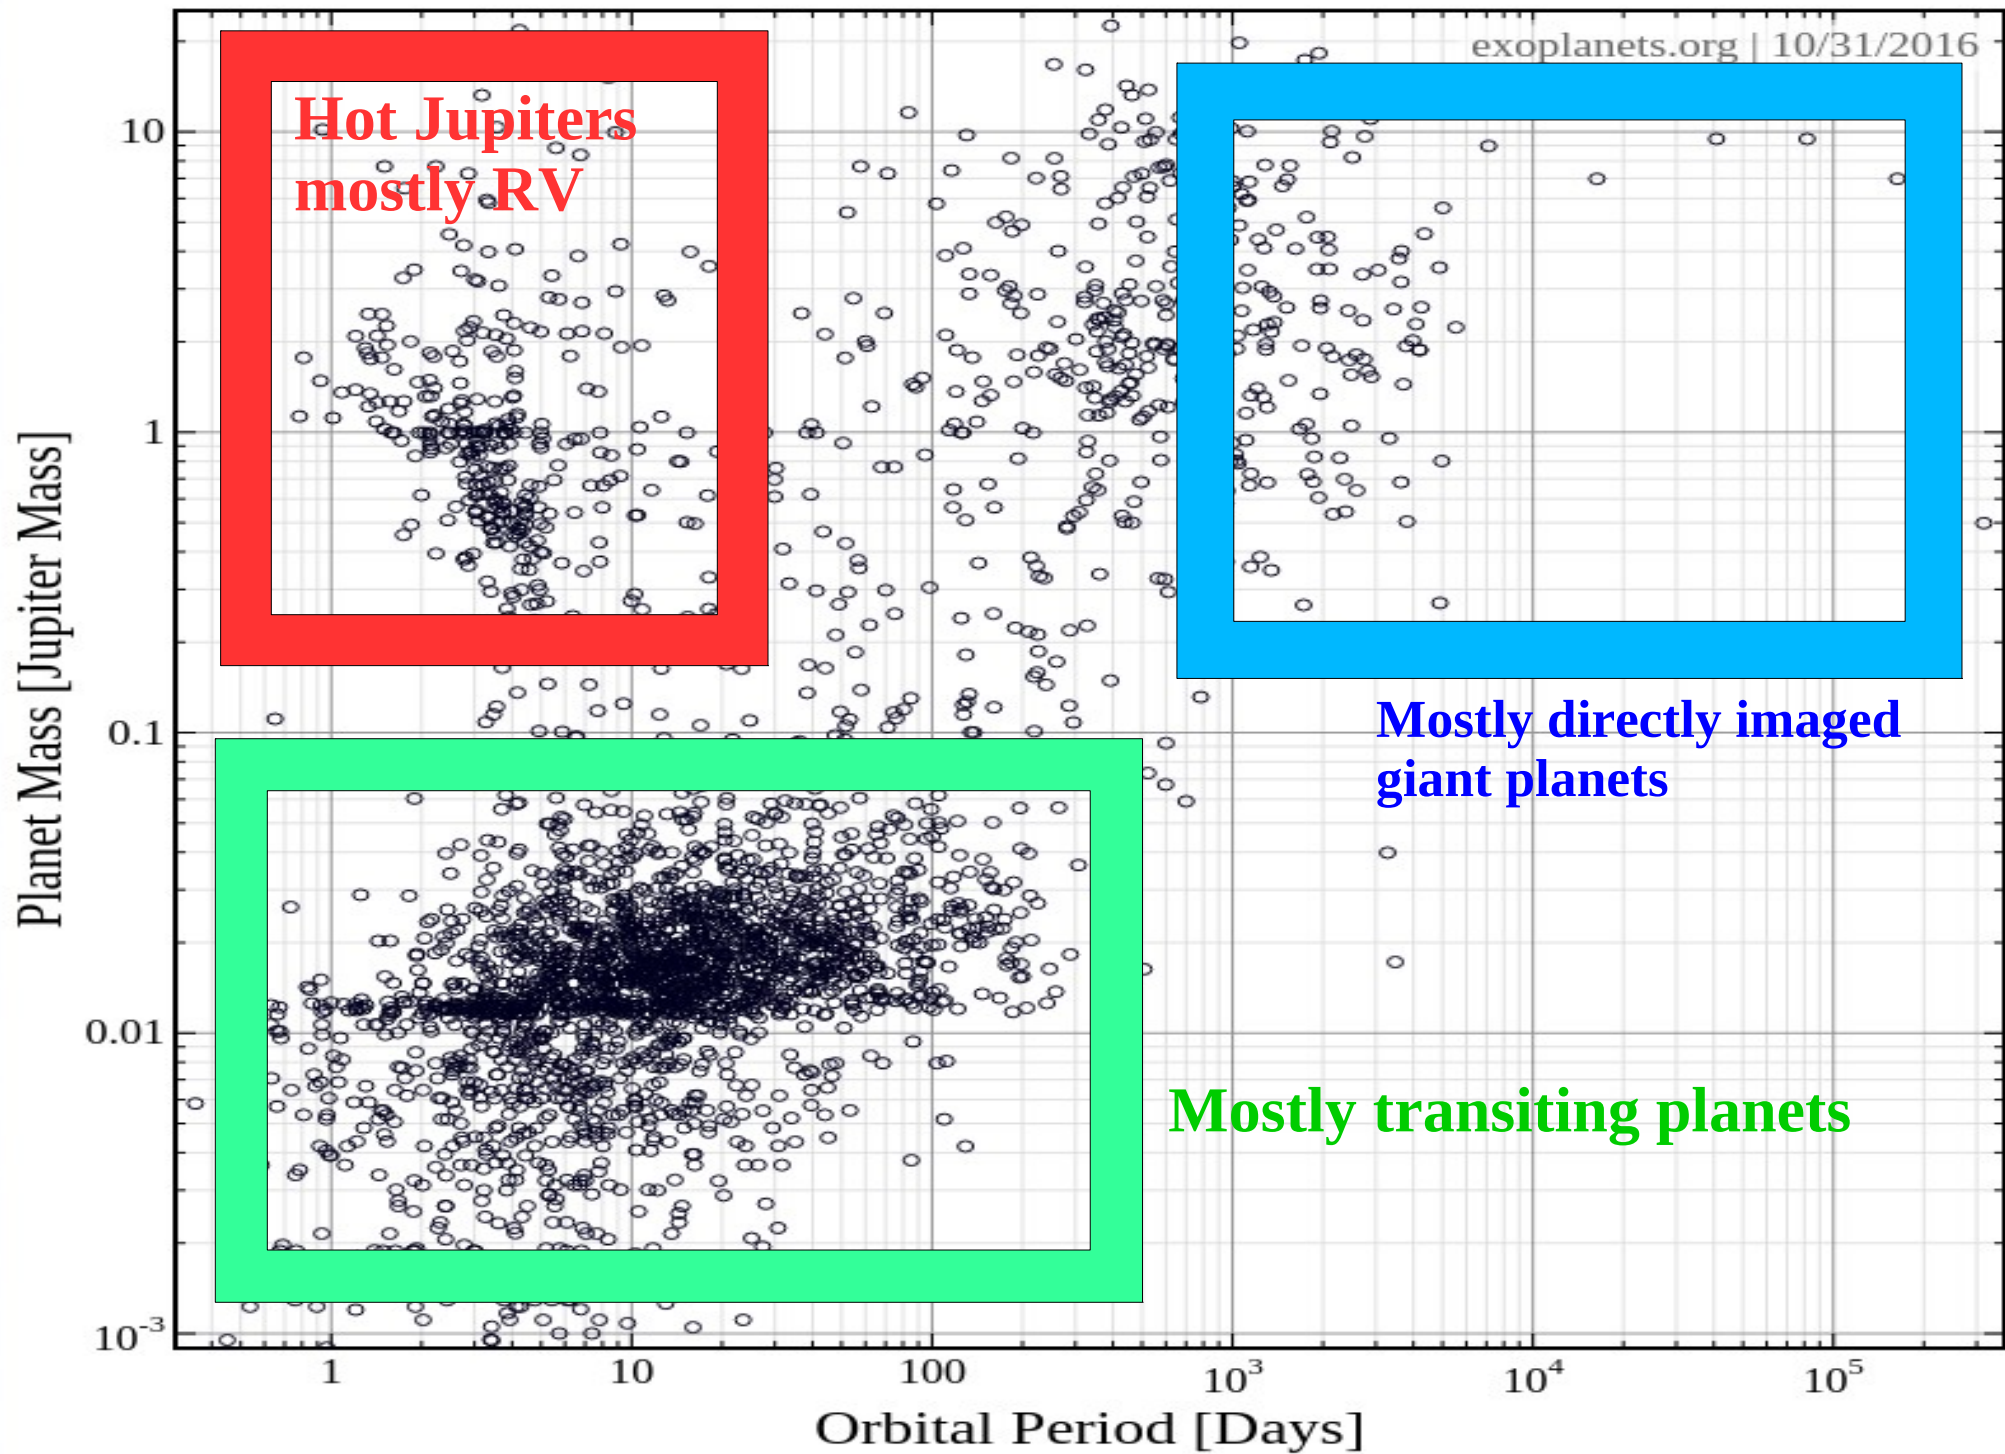 exoplanets.org | 10/31/2016
Hot Jupiters
mostly RV
Mostly directly imaged
giant planets
Mostly transiting planets
Planet Mass [Jupiter Mass]
10
1
0.1
0.01
10⁻³
1
10
100
10³
10⁴
10⁵
Orbital Period [Days]